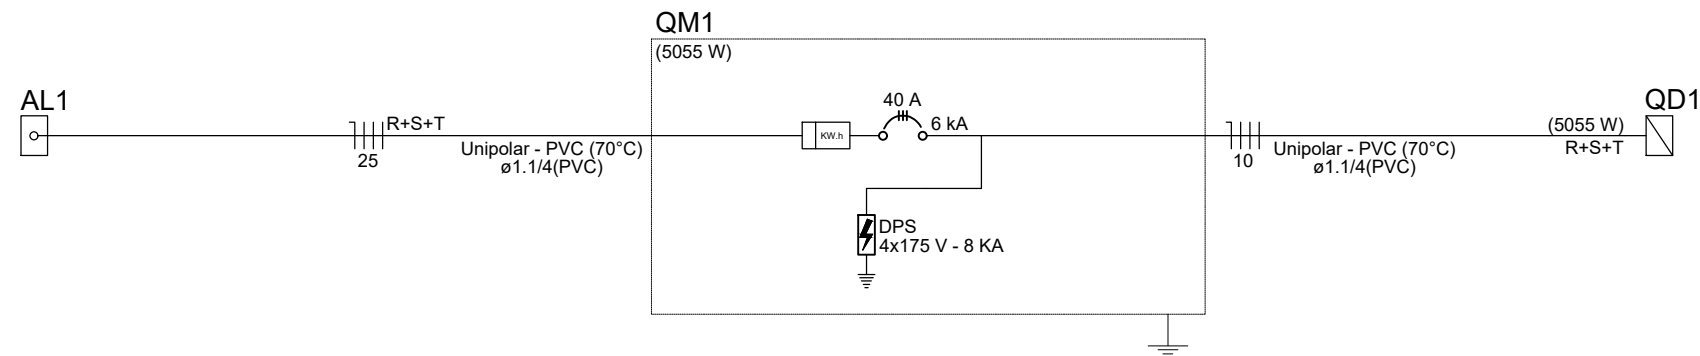 QM1
(5055 W)
AL1
R+S+T
25
Unipolar - PVC (70°C)
ø1.1/4(PVC)
KW.h
40 A
6 kA
DPS
4x175 V - 8 KA
10
Unipolar - PVC (70°C)
ø1.1/4(PVC)
QD1
(5055 W)
R+S+T